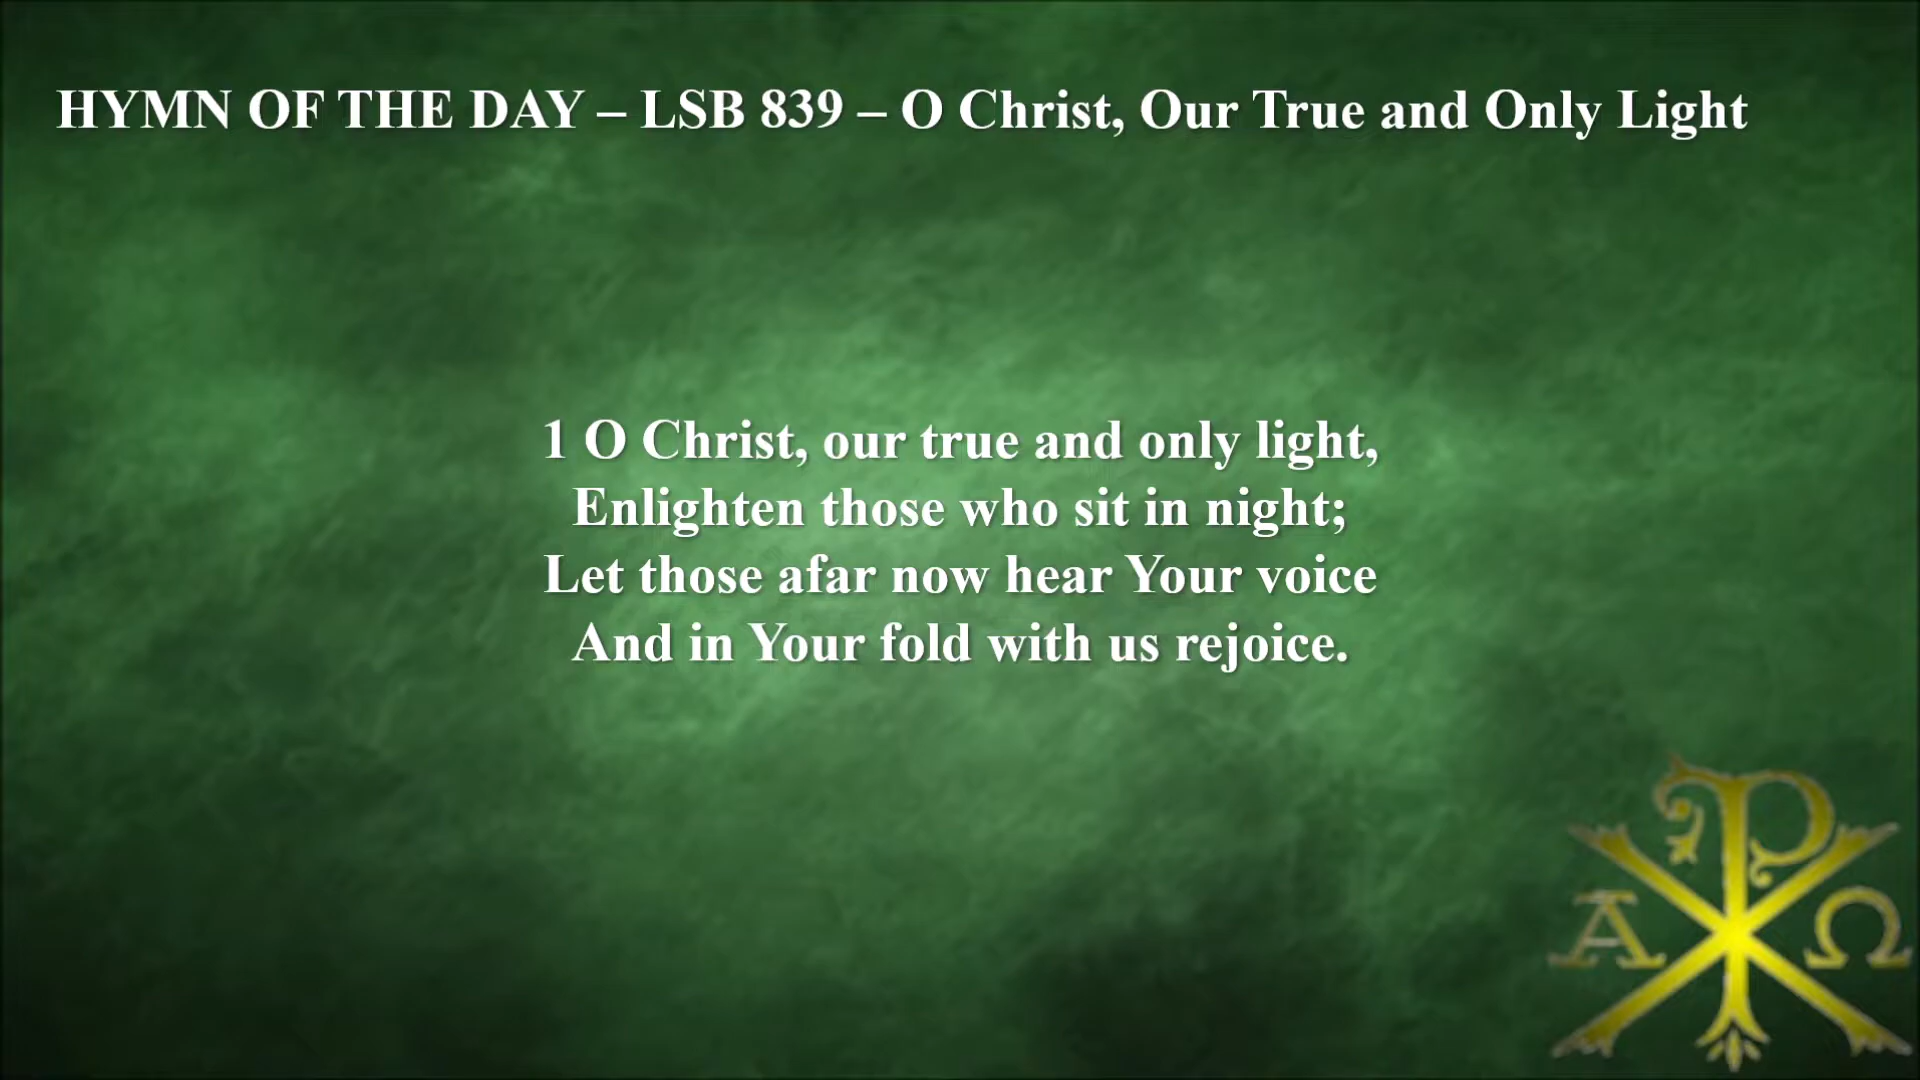 HYMN OF THE DAY – LSB 839 – O Christ, Our True and Only Light
1 O Christ, our true and only light,
Enlighten those who sit in night;
Let those afar now hear Your voice
And in Your fold with us rejoice.
Α Ω